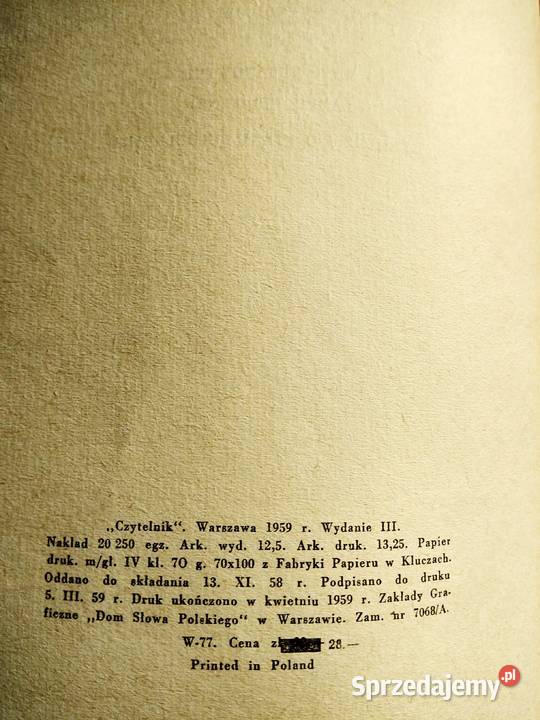 „Czytelnik“. Warszawa 1959 r. Wydanie III.
Nakład 20 250 egz. Ark. wyd. 12,5. Ark. druk. 13,25. Papier
druk. m/gł. IV kl. 70 g. 70x100 z Fabryki Papieru w Kluczach.
Oddano do składania 13. XI. 58 r. Podpisano do druku
5. III. 59 r. Druk ukończono w kwietniu 1959 r. Zakłady Gra-
ficzne „Dom Słowa Polskiego“ w Warszawie. Zam. nr 7068/A.
W-77. Cena zł 28.—
Printed in Poland
Sprzedajemy.pl